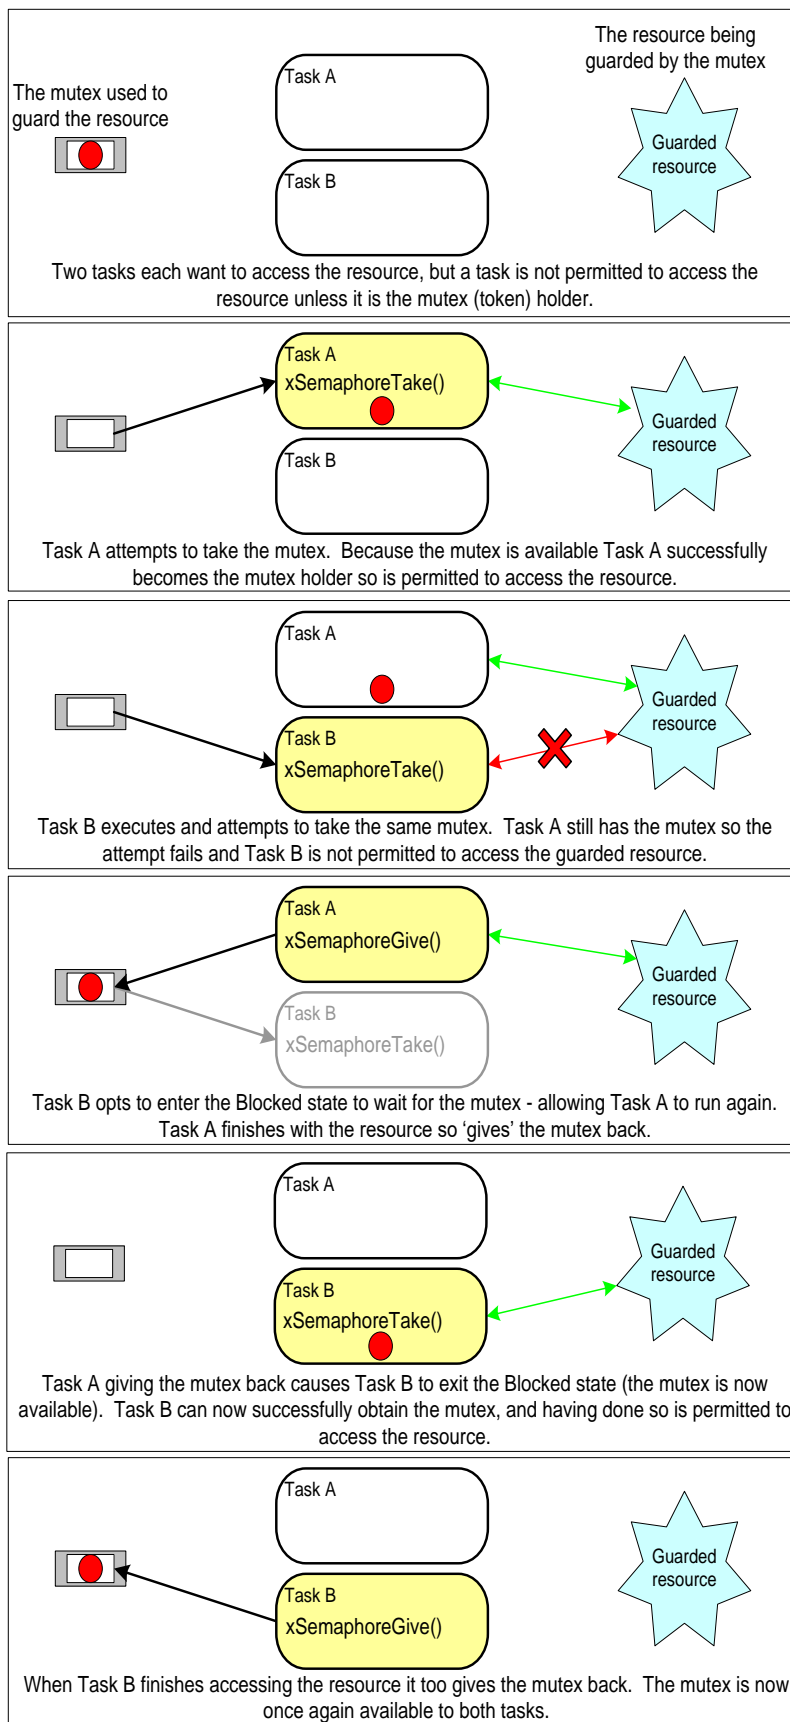 The resource being
guarded by the mutex
Task A
The mutex used to
guard the resource
Guarded
resource
Task B
Two tasks each want to access the resource, but a task is not permitted to access the
resource unless it is the mutex (token) holder.
Task A
xSemaphoreTake()
Guarded
resource
Task B
Task A attempts to take the mutex.  Because the mutex is available Task A successfully
becomes the mutex holder so is permitted to access the resource.
Task A
Guarded
resource
Task B
xSemaphoreTake()
Task B executes and attempts to take the same mutex.  Task A still has the mutex so the
attempt fails and Task B is not permitted to access the guarded resource.
Task A
xSemaphoreGive()
Guarded
resource
Task B
xSemaphoreTake()
Task B opts to enter the Blocked state to wait for the mutex - allowing Task A to run again.
Task A finishes with the resource so ‘gives’ the mutex back.
Task A
Guarded
resource
Task B
xSemaphoreTake()
Task A giving the mutex back causes Task B to exit the Blocked state (the mutex is now
available).  Task B can now successfully obtain the mutex, and having done so is permitted to
access the resource.
Task A
Guarded
resource
Task B
xSemaphoreGive()
When Task B finishes accessing the resource it too gives the mutex back.  The mutex is now
once again available to both tasks.